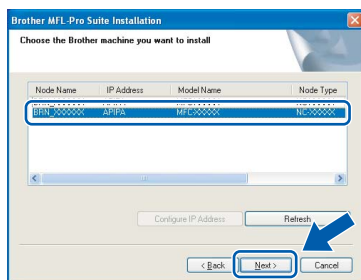 Brother MFL-Pro Suite Installation
Choose the Brother machine you want to install
Node Name IP Address Model Name Node Type
BRN_XXXXXX APIPA MFC-XXXXX NC-XXXXX
Configure IP Address Refresh
< Back Next > Cancel